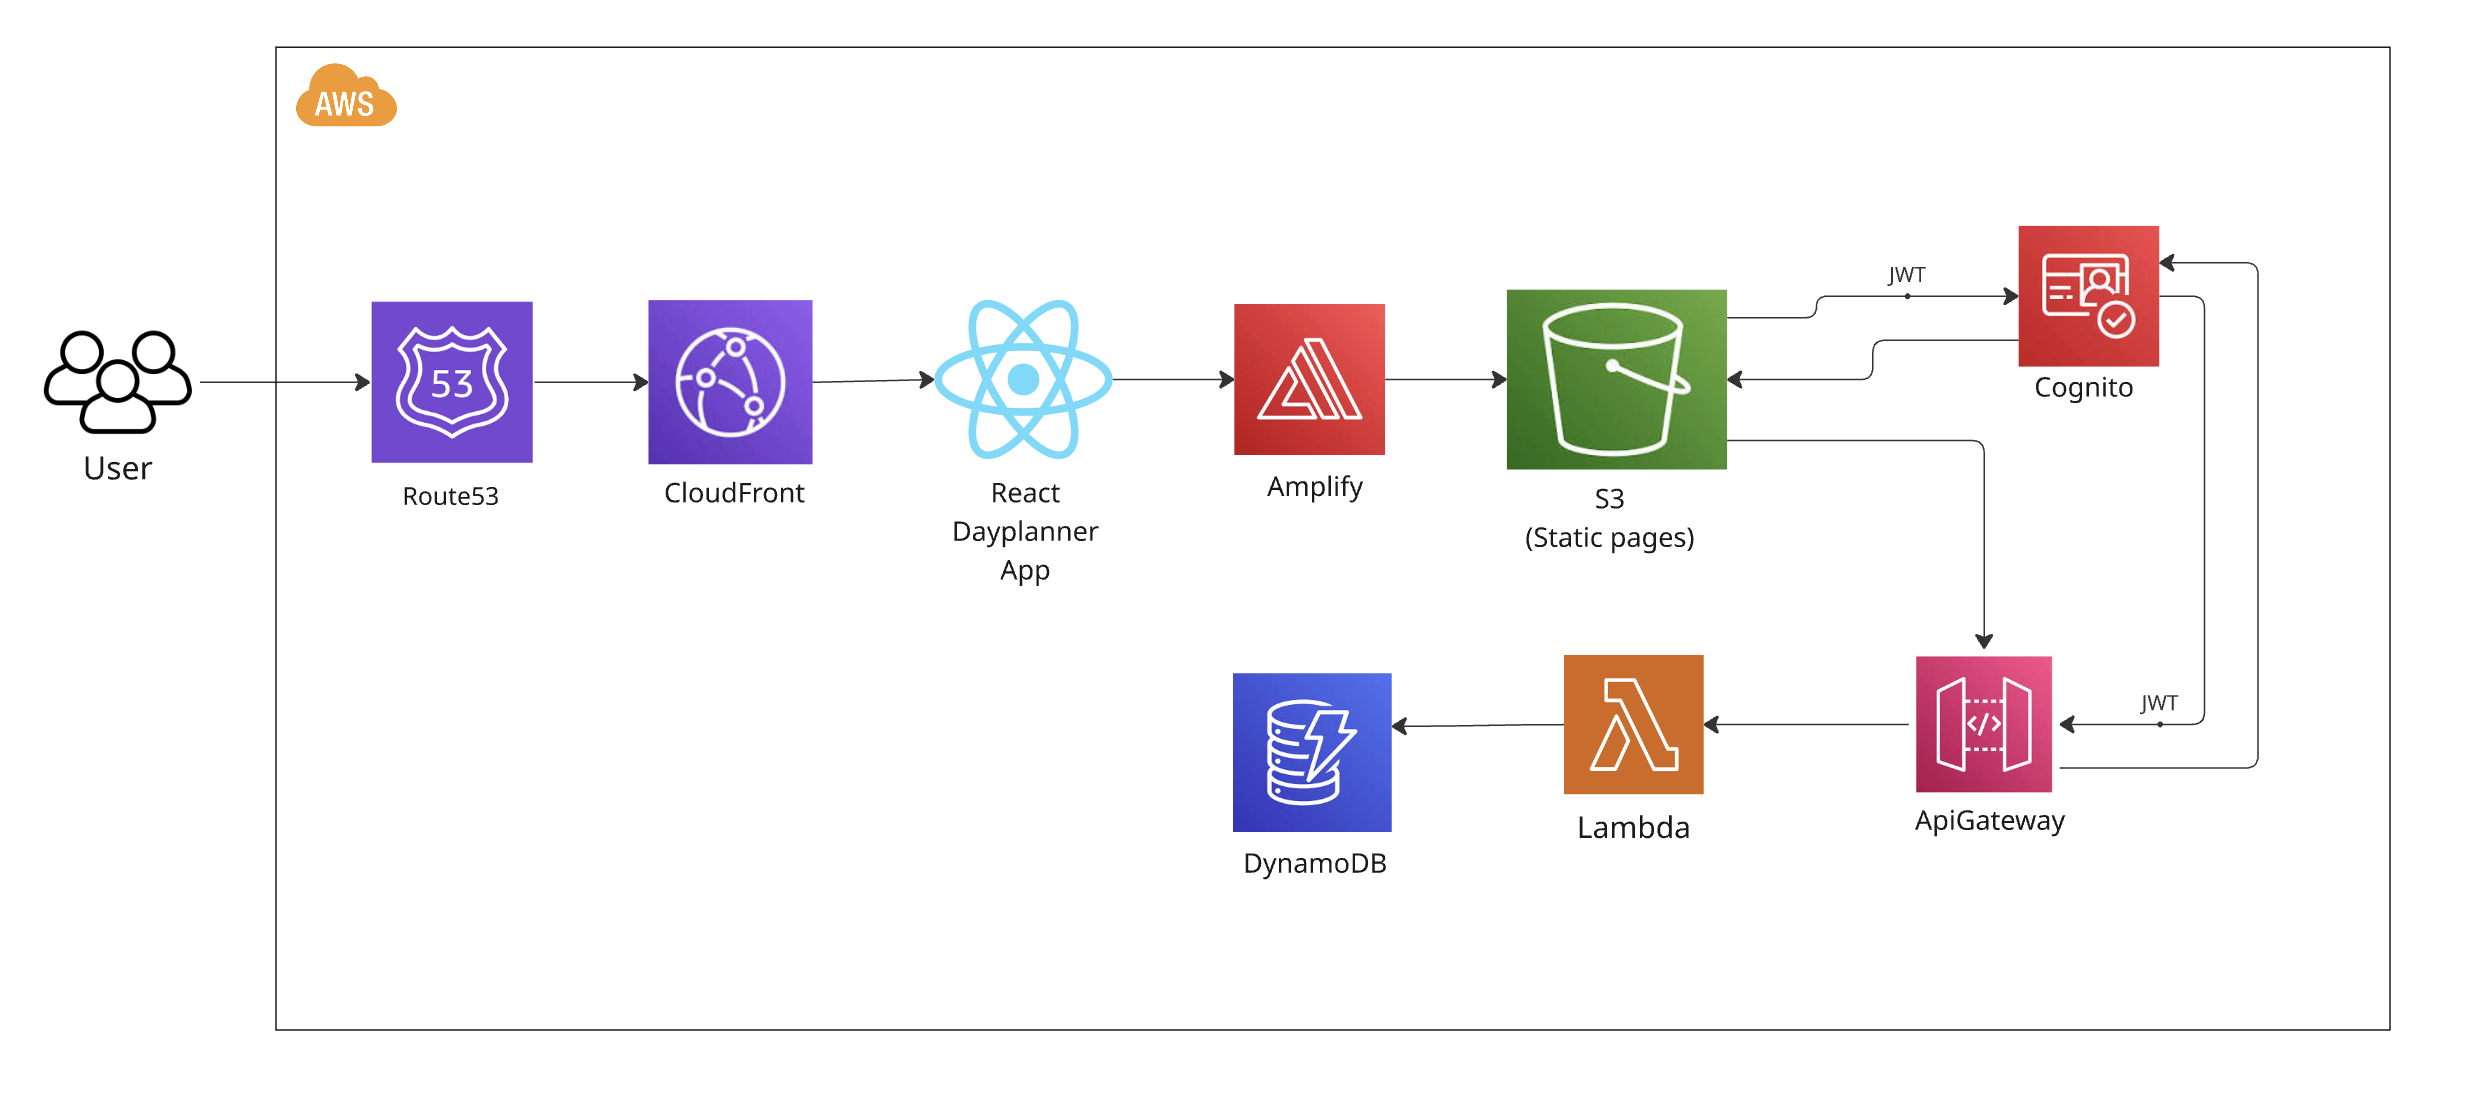 AWS
JWT
Cognito
53
User
Route53
CloudFront
React
Dayplanner
App
Amplify
S3
(Static pages)
JWT
DynamoDB
Lambda
ApiGateway